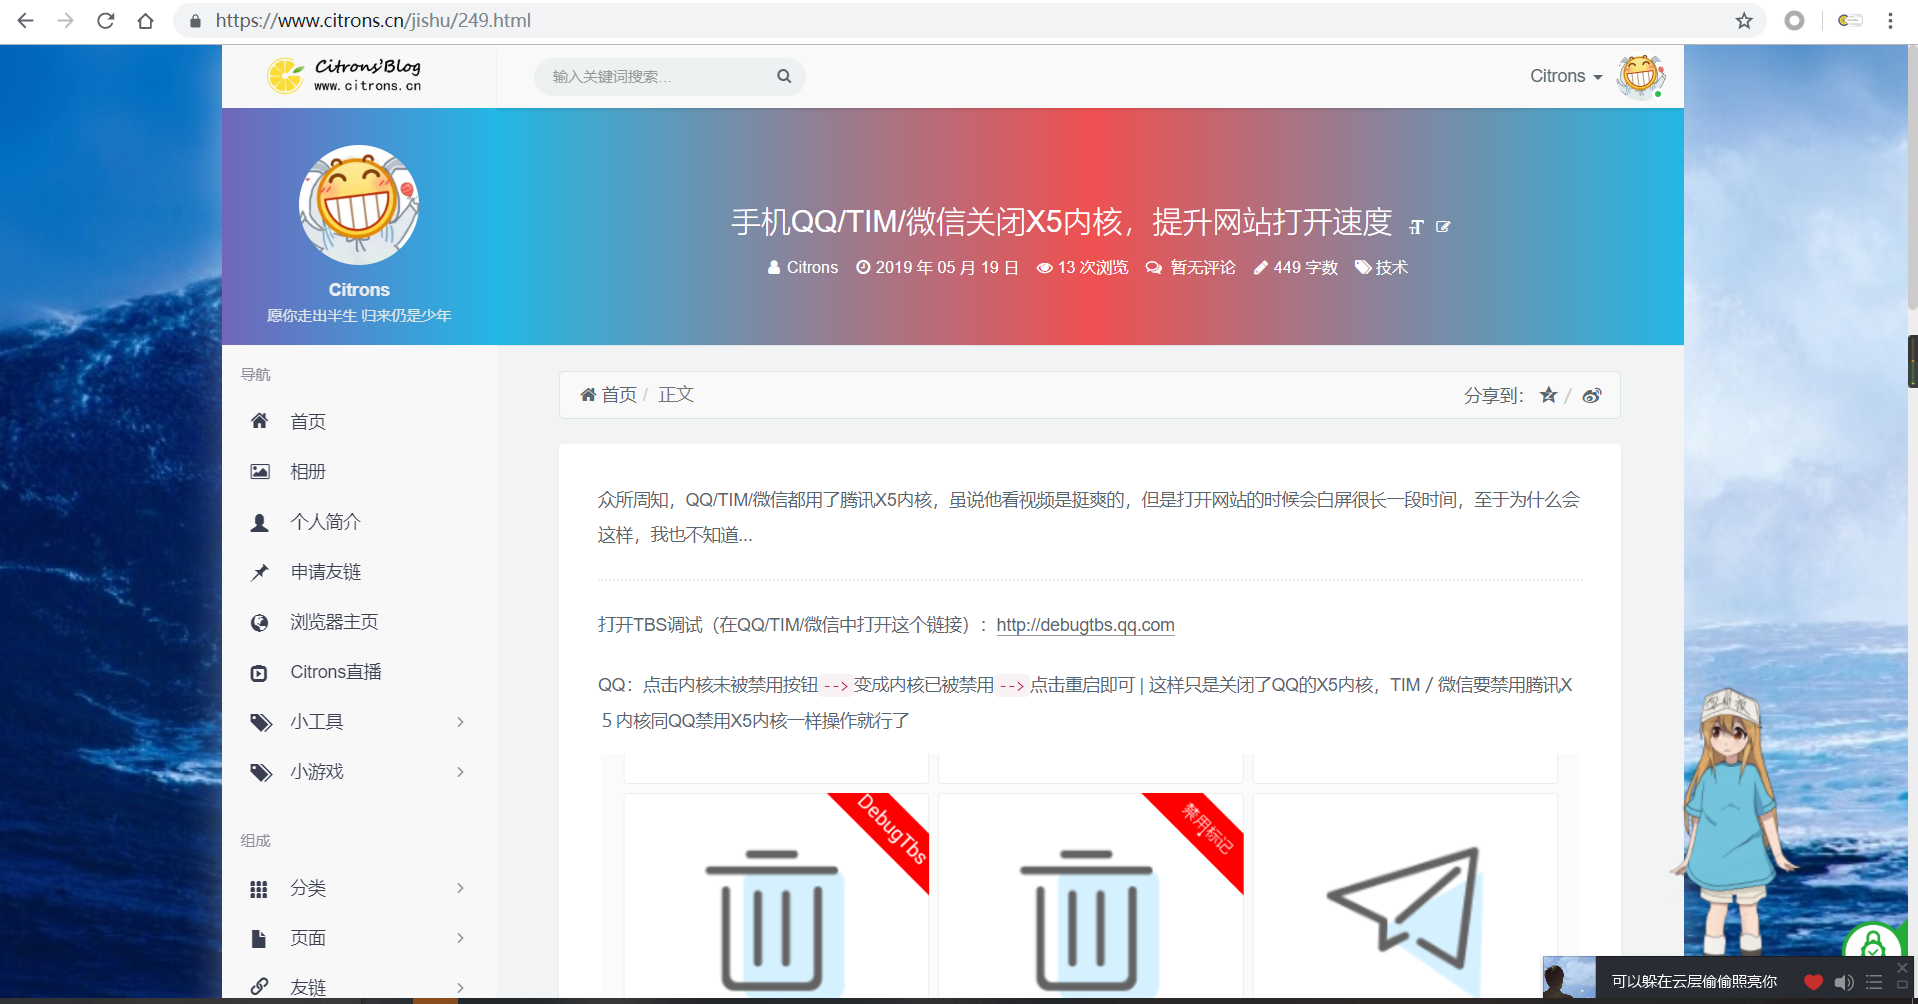 https://www.citrons.cn/jishu/249.html
Citrons'Blog
www.citrons.cn
输入关键词搜索...
Citrons
手机QQ/TIM/微信关闭X5内核，提升网站打开速度
Citrons 2019 年 05 月 19 日 13 次浏览 暂无评论 449 字数 技术
Citrons
愿你走出半生 归来仍是少年
导航
首页
相册
个人简介
申请友链
浏览器主页
Citrons直播
小工具
小游戏
组成
分类
页面
友链
首页 / 正文
分享到： /
众所周知，QQ/TIM/微信都用了腾讯X5内核，虽说他看视频是挺爽的，但是打开网站的时候会白屏很长一段时间，至于为什么会
这样，我也不知道...
打开TBS调试（在QQ/TIM/微信中打开这个链接）：http://debugtbs.qq.com
QQ：点击内核未被禁用按钮 --> 变成内核已被禁用 --> 点击重启即可 | 这样只是关闭了QQ的X5内核，TIM / 微信要禁用腾讯X
5 内核同QQ禁用X5内核一样操作就行了
DebugTbs
禁用标记
可以躲在云层偷偷照亮你